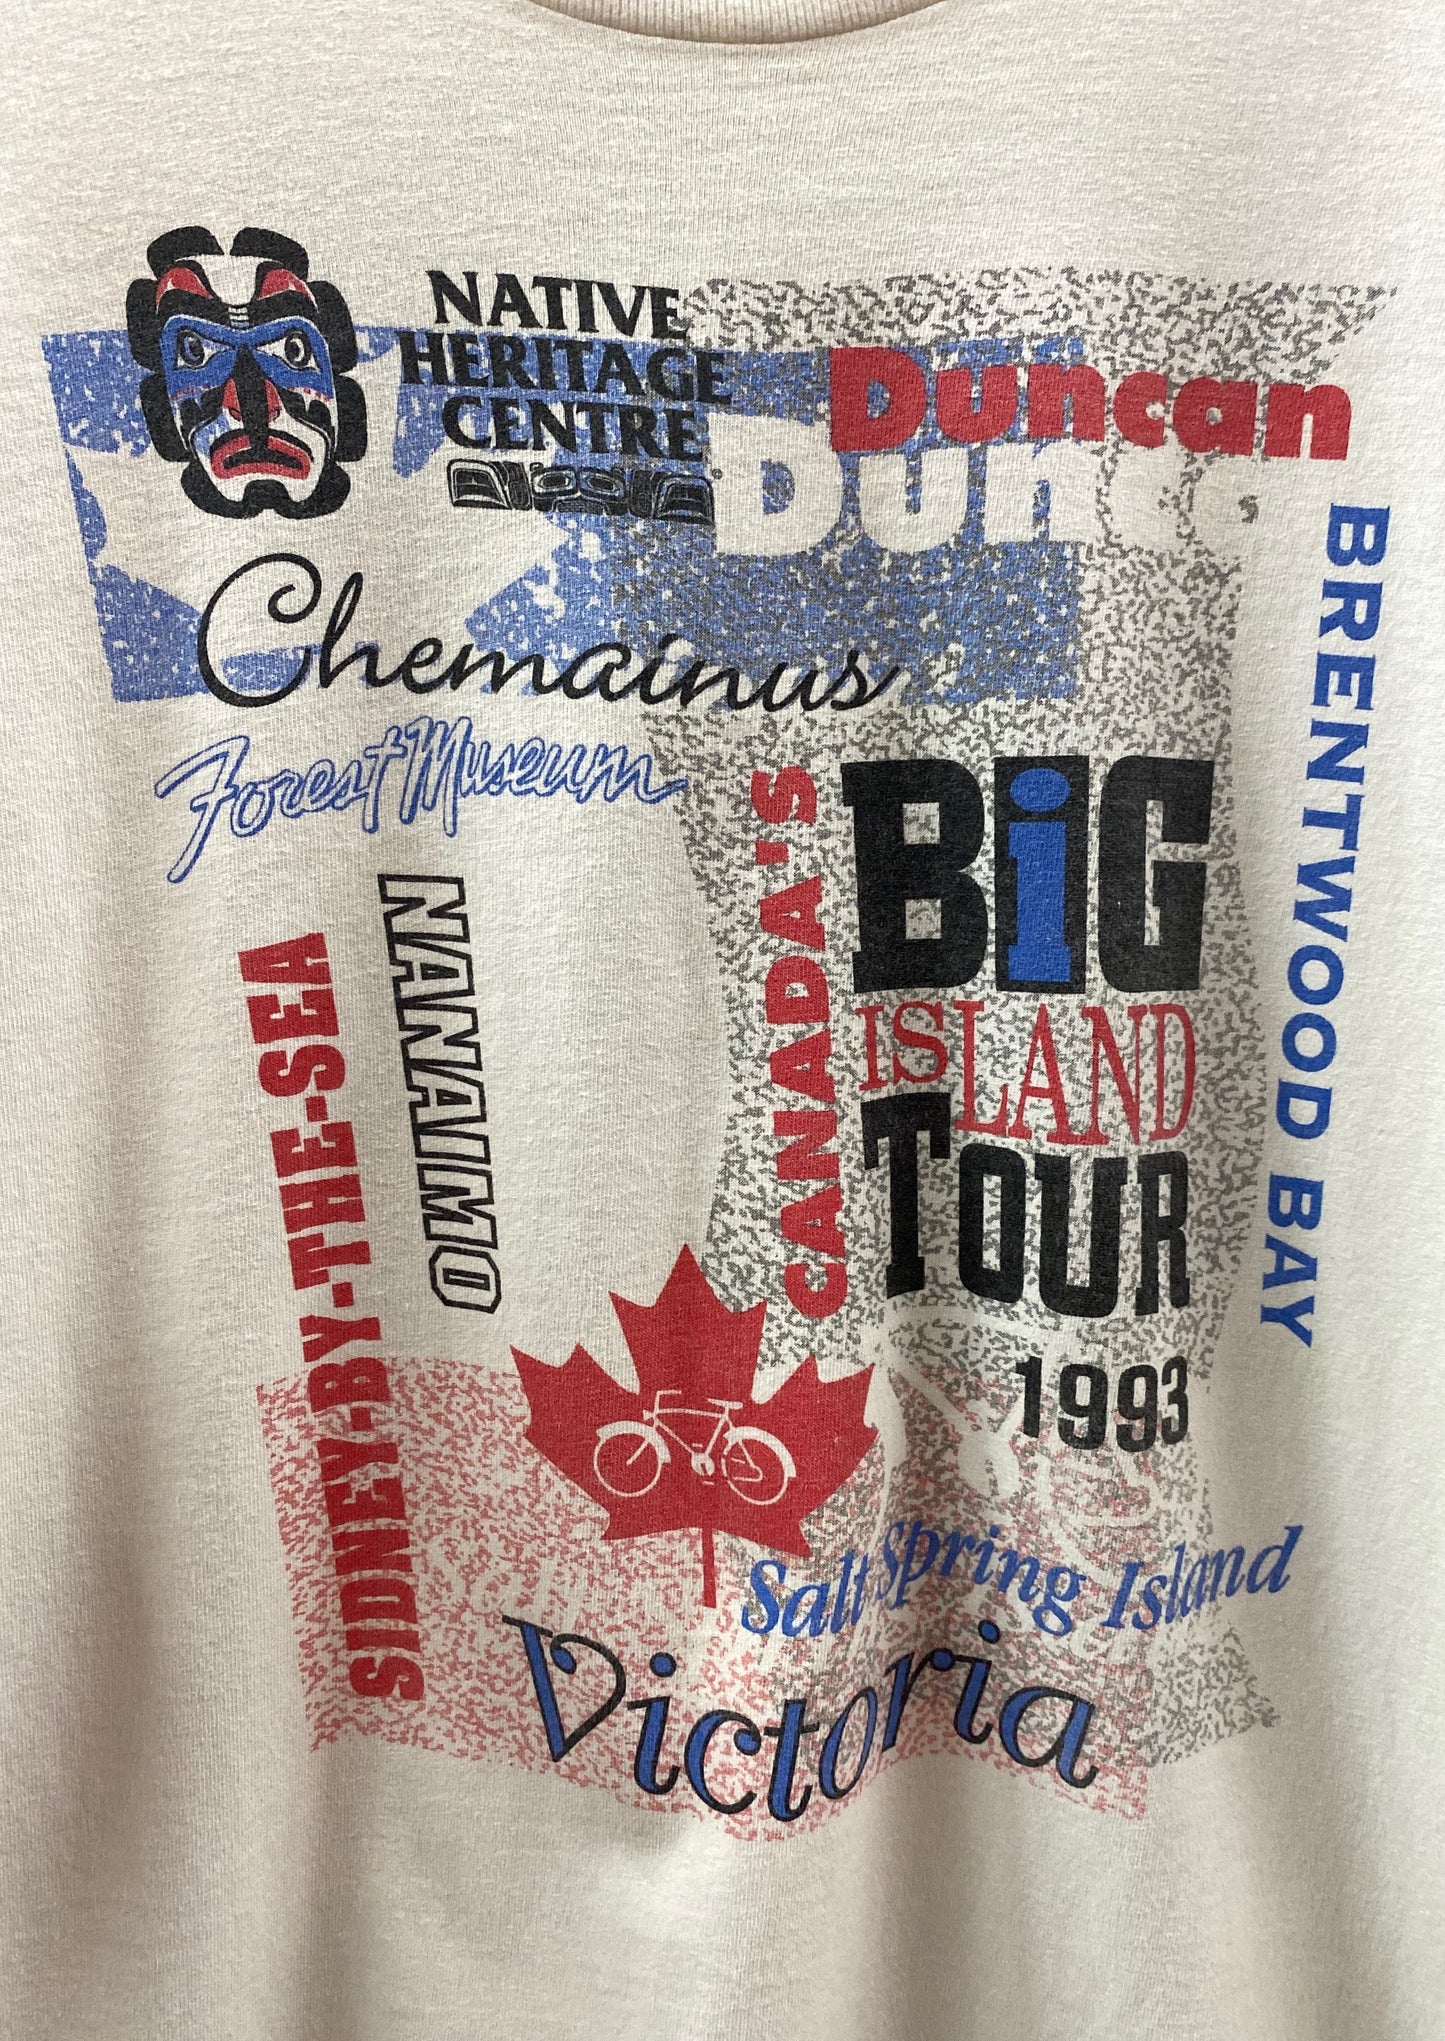 NATIVE
HERITAGE
CENTRE
Duncan
Dunc
Chemainus
Forest Museum
BRENTWOOD BAY
CANADA'S
BiG
ISLAND
TOUR
1993
NANAIMO
SIDNEY-BY-THE-SEA
Salt Spring Island
Victoria